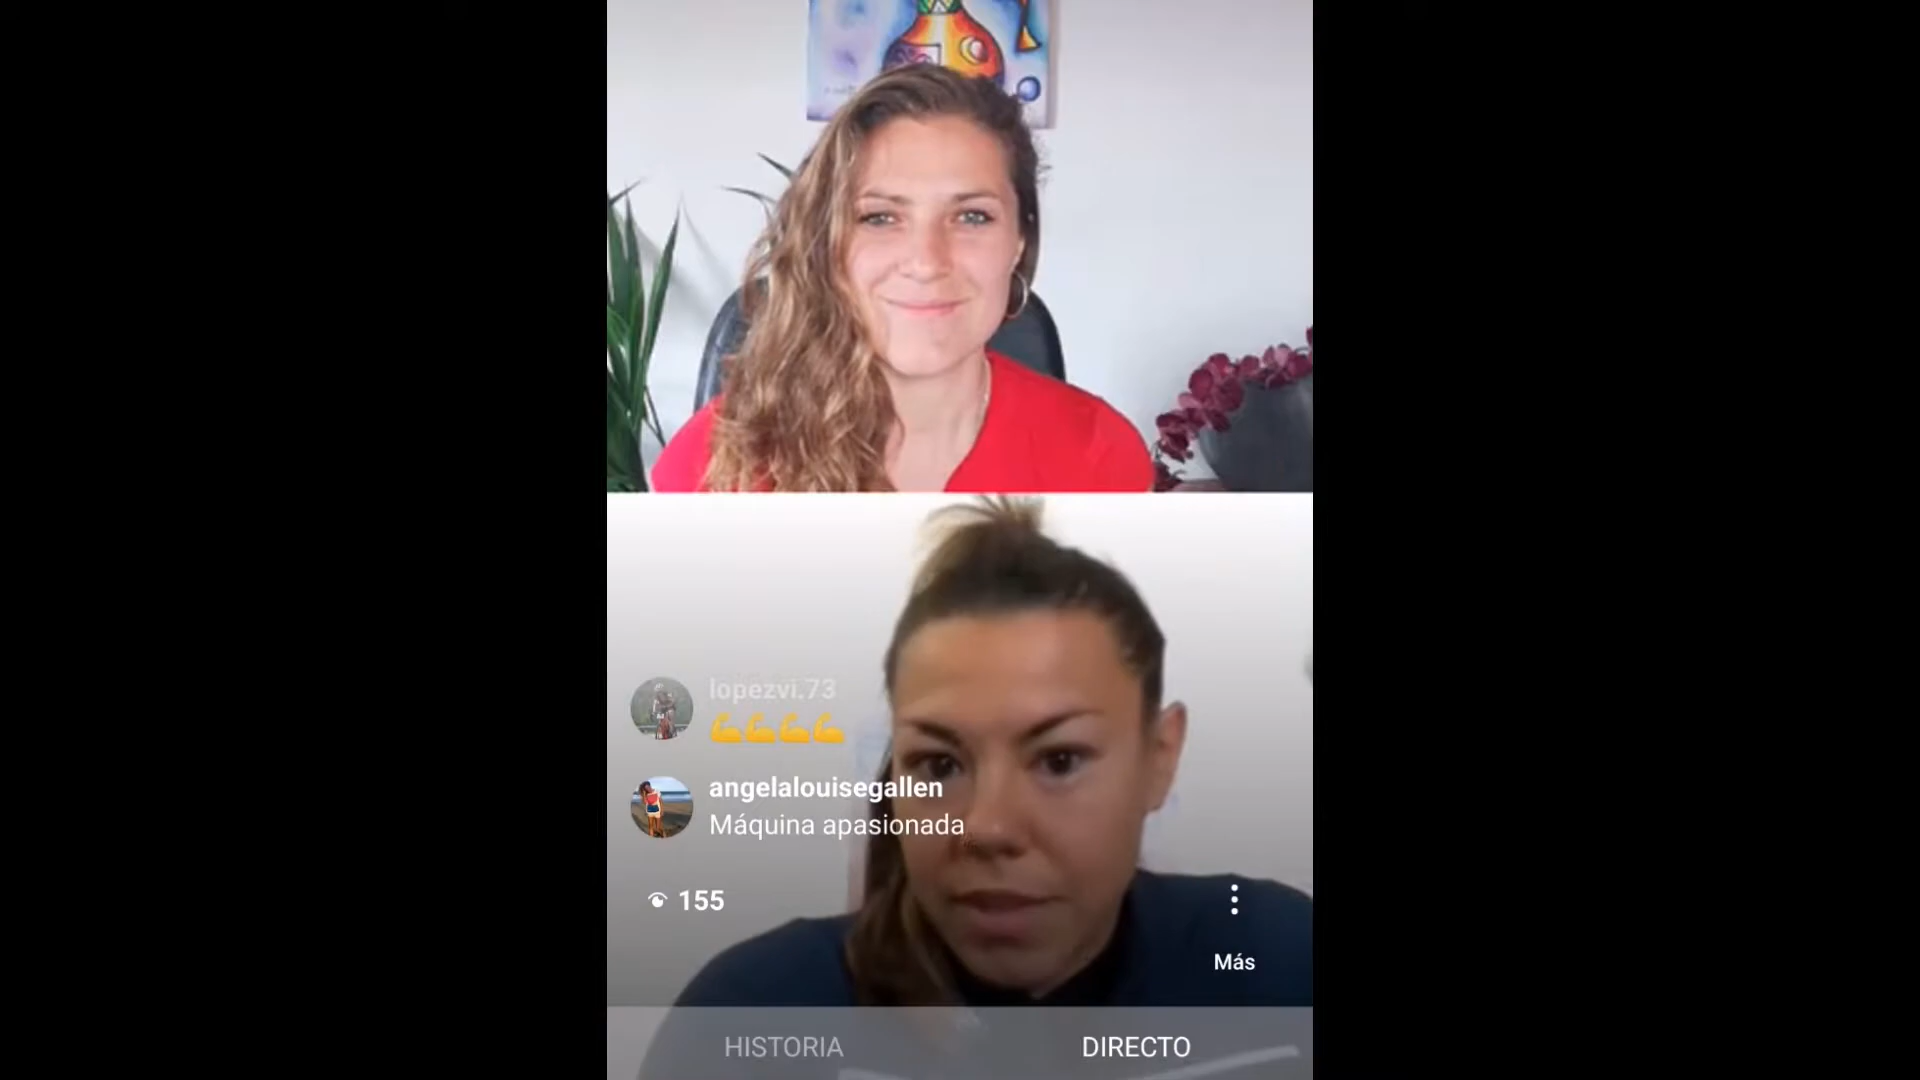 lopezvi.73
💪💪💪💪
angelalouisegallen
Máquina apasionada
155
Más
HISTORIA
DIRECTO